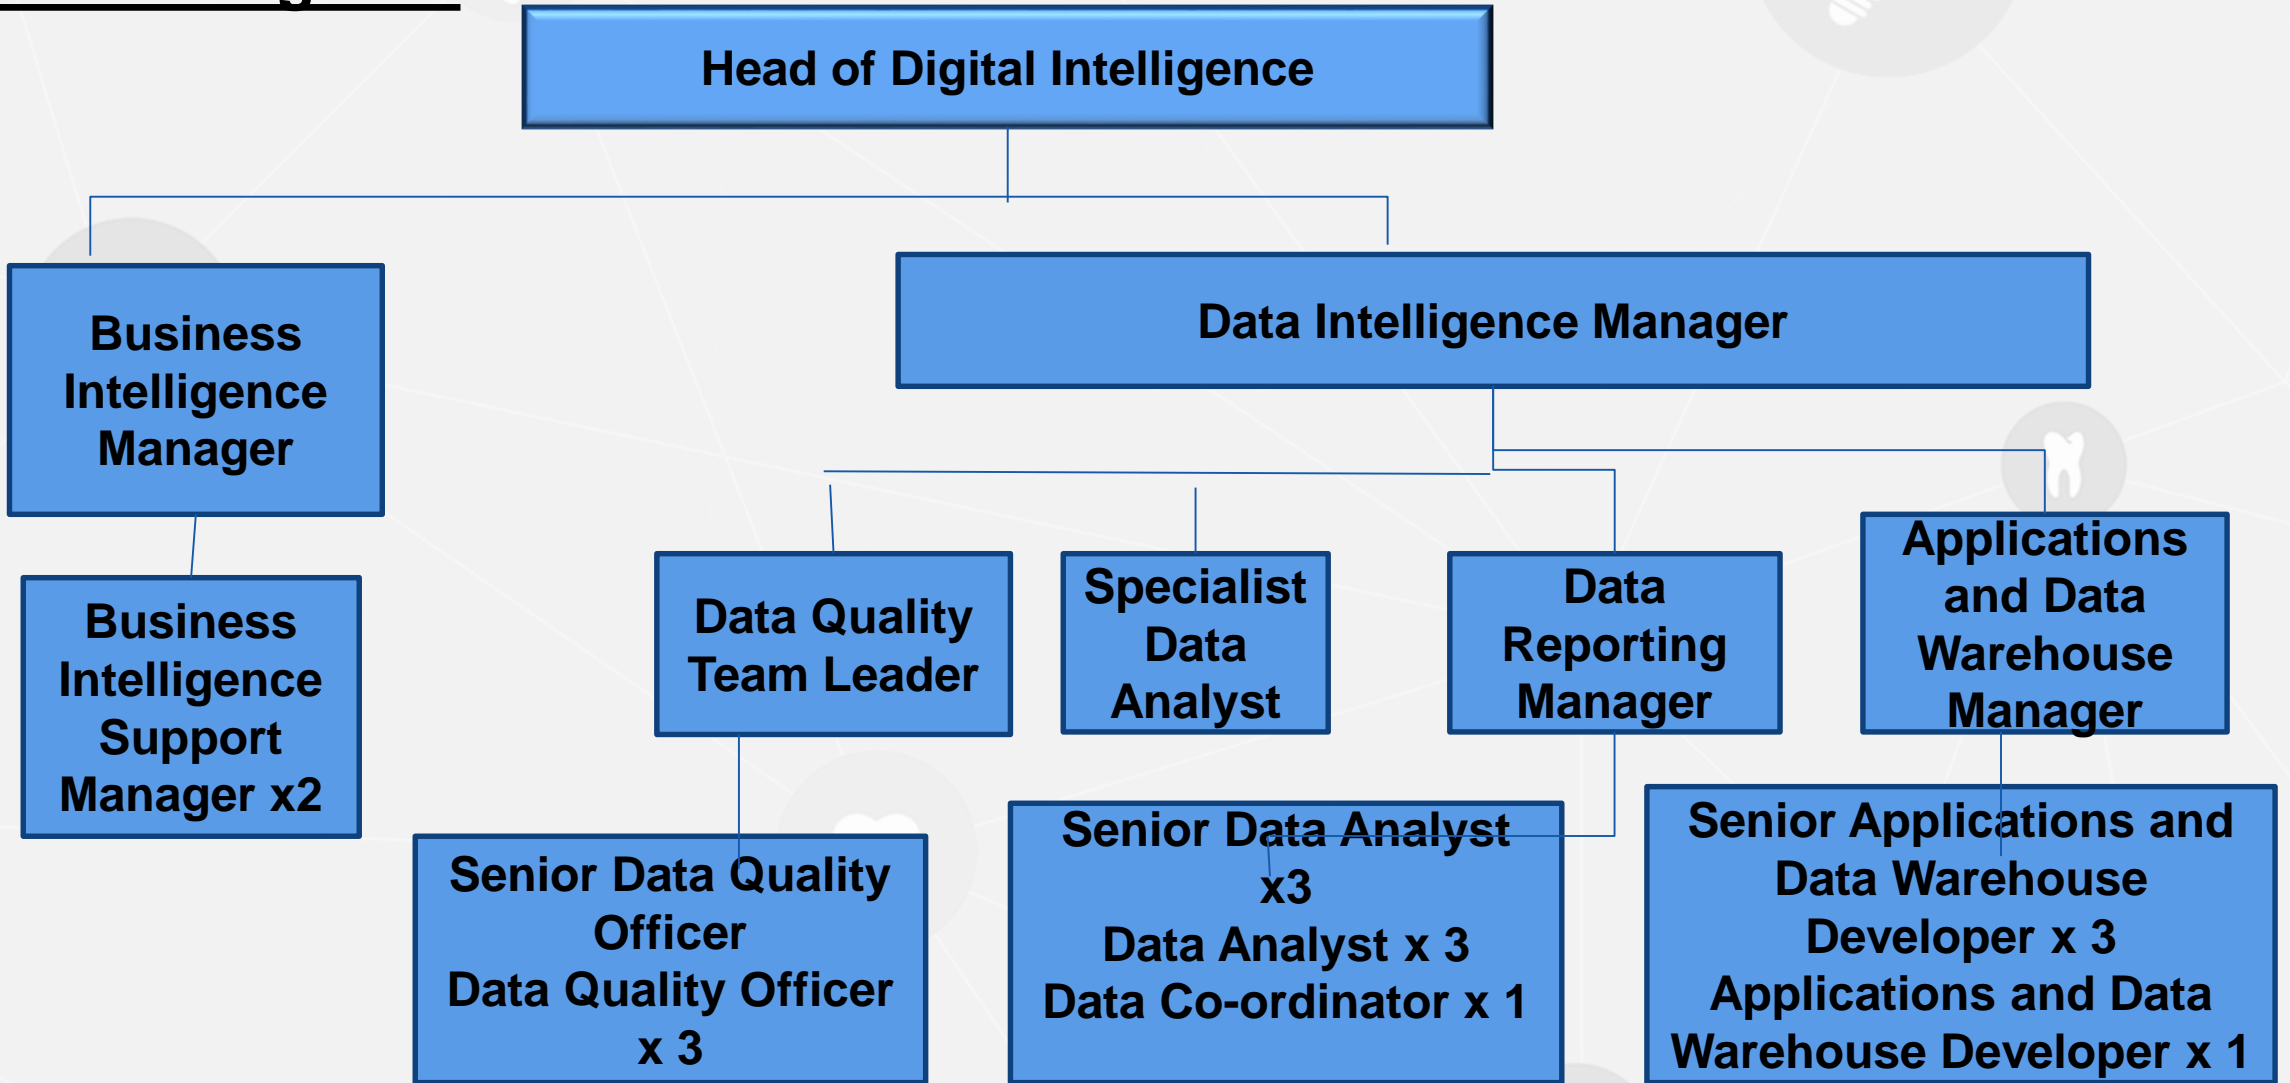 Head of Digital Intelligence
Business
Intelligence
Manager
Data Intelligence Manager
Business
Intelligence
Support
Manager x2
Data Quality
Team Leader
Specialist
Data
Analyst
Data
Reporting
Manager
Applications
and Data
Warehouse
Manager
Senior Data Quality
Officer
Data Quality Officer
x 3
Senior Data Analyst
x3
Data Analyst x 3
Data Co-ordinator x 1
Senior Applications and
Data Warehouse
Developer x 3
Applications and Data
Warehouse Developer x 1